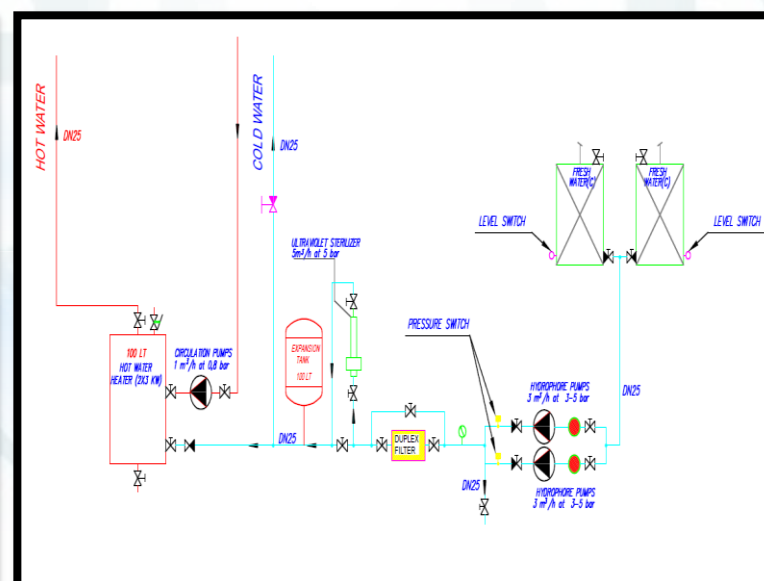 HOT WATER
DN25
COLD WATER
DN25
FRESH
WATER(C)
FRESH
WATER(C)
LEVEL SWITCH
LEVEL SWITCH
ULTRAVIOLET STERILIZER
5m³/h at 5 bar
PRESSURE SWITCH
100 LT
HOT WATER
HEATER (2X3 KW)
CIRCULATION PUMPS
1 m³/h at 0,8 bar
EXPANSION
TANK
100 LT
HYDROPHORE PUMPS
3 m³/h at 3-5 bar
DN25
DN25
DUPLEX
FILTER
DN25
HYDROPHORE PUMPS
3 m³/h at 3-5 bar